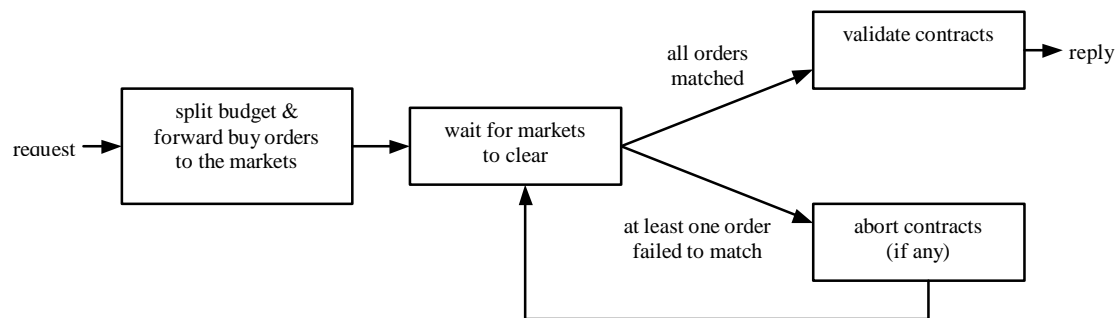 request
split budget &
forward buy orders
to the markets
wait for markets
to clear
all orders
matched
validate contracts
reply
at least one order
failed to match
abort contracts
(if any)